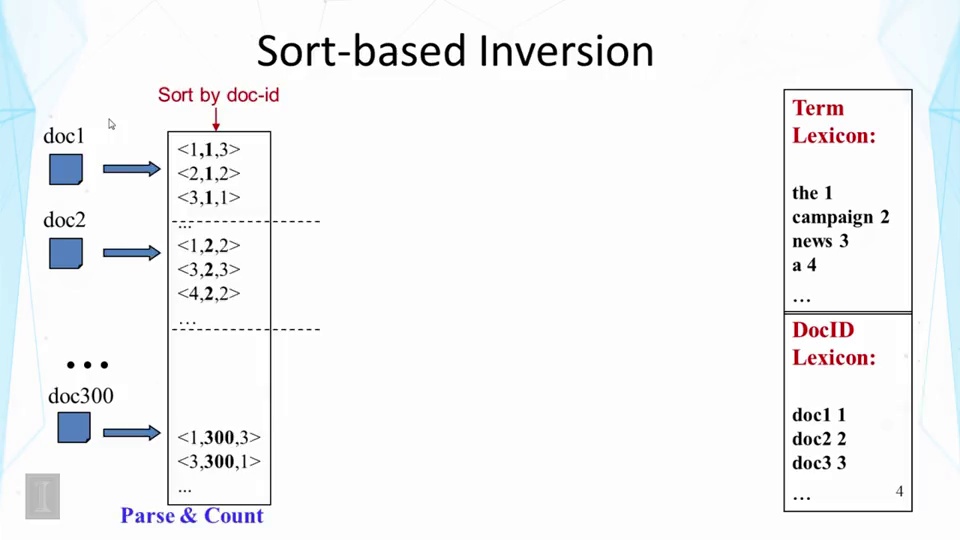 Sort-based Inversion
Sort by doc-id
doc1
<1,1,3>
<2,1,2>
<3,1,1>
...
doc2
<1,2,2>
<3,2,3>
<4,2,2>
...
...
doc300
<1,300,3>
<3,300,1>
...
Parse & Count
Term
Lexicon:
the 1
campaign 2
news 3
a 4
...
DocID
Lexicon:
doc1 1
doc2 2
doc3 3
...
4
I